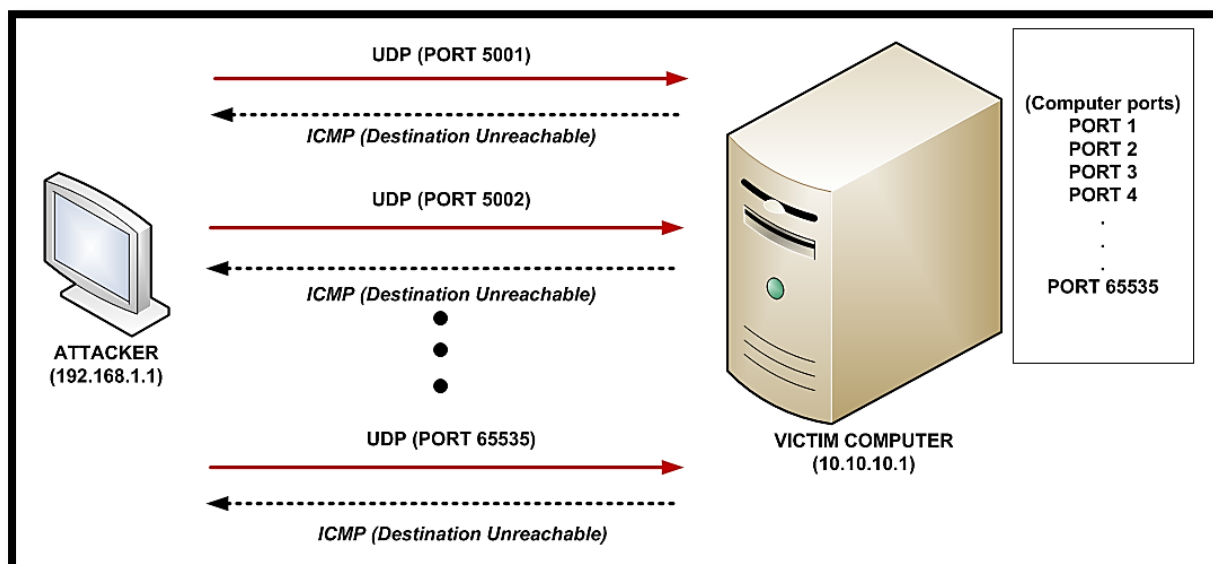 UDP (PORT 5001)
ICMP (Destination Unreachable)
UDP (PORT 5002)
ICMP (Destination Unreachable)
UDP (PORT 65535)
ICMP (Destination Unreachable)
ATTACKER
(192.168.1.1)
VICTIM COMPUTER
(10.10.10.1)
(Computer ports)
PORT 1
PORT 2
PORT 3
PORT 4
.
.
.
PORT 65535